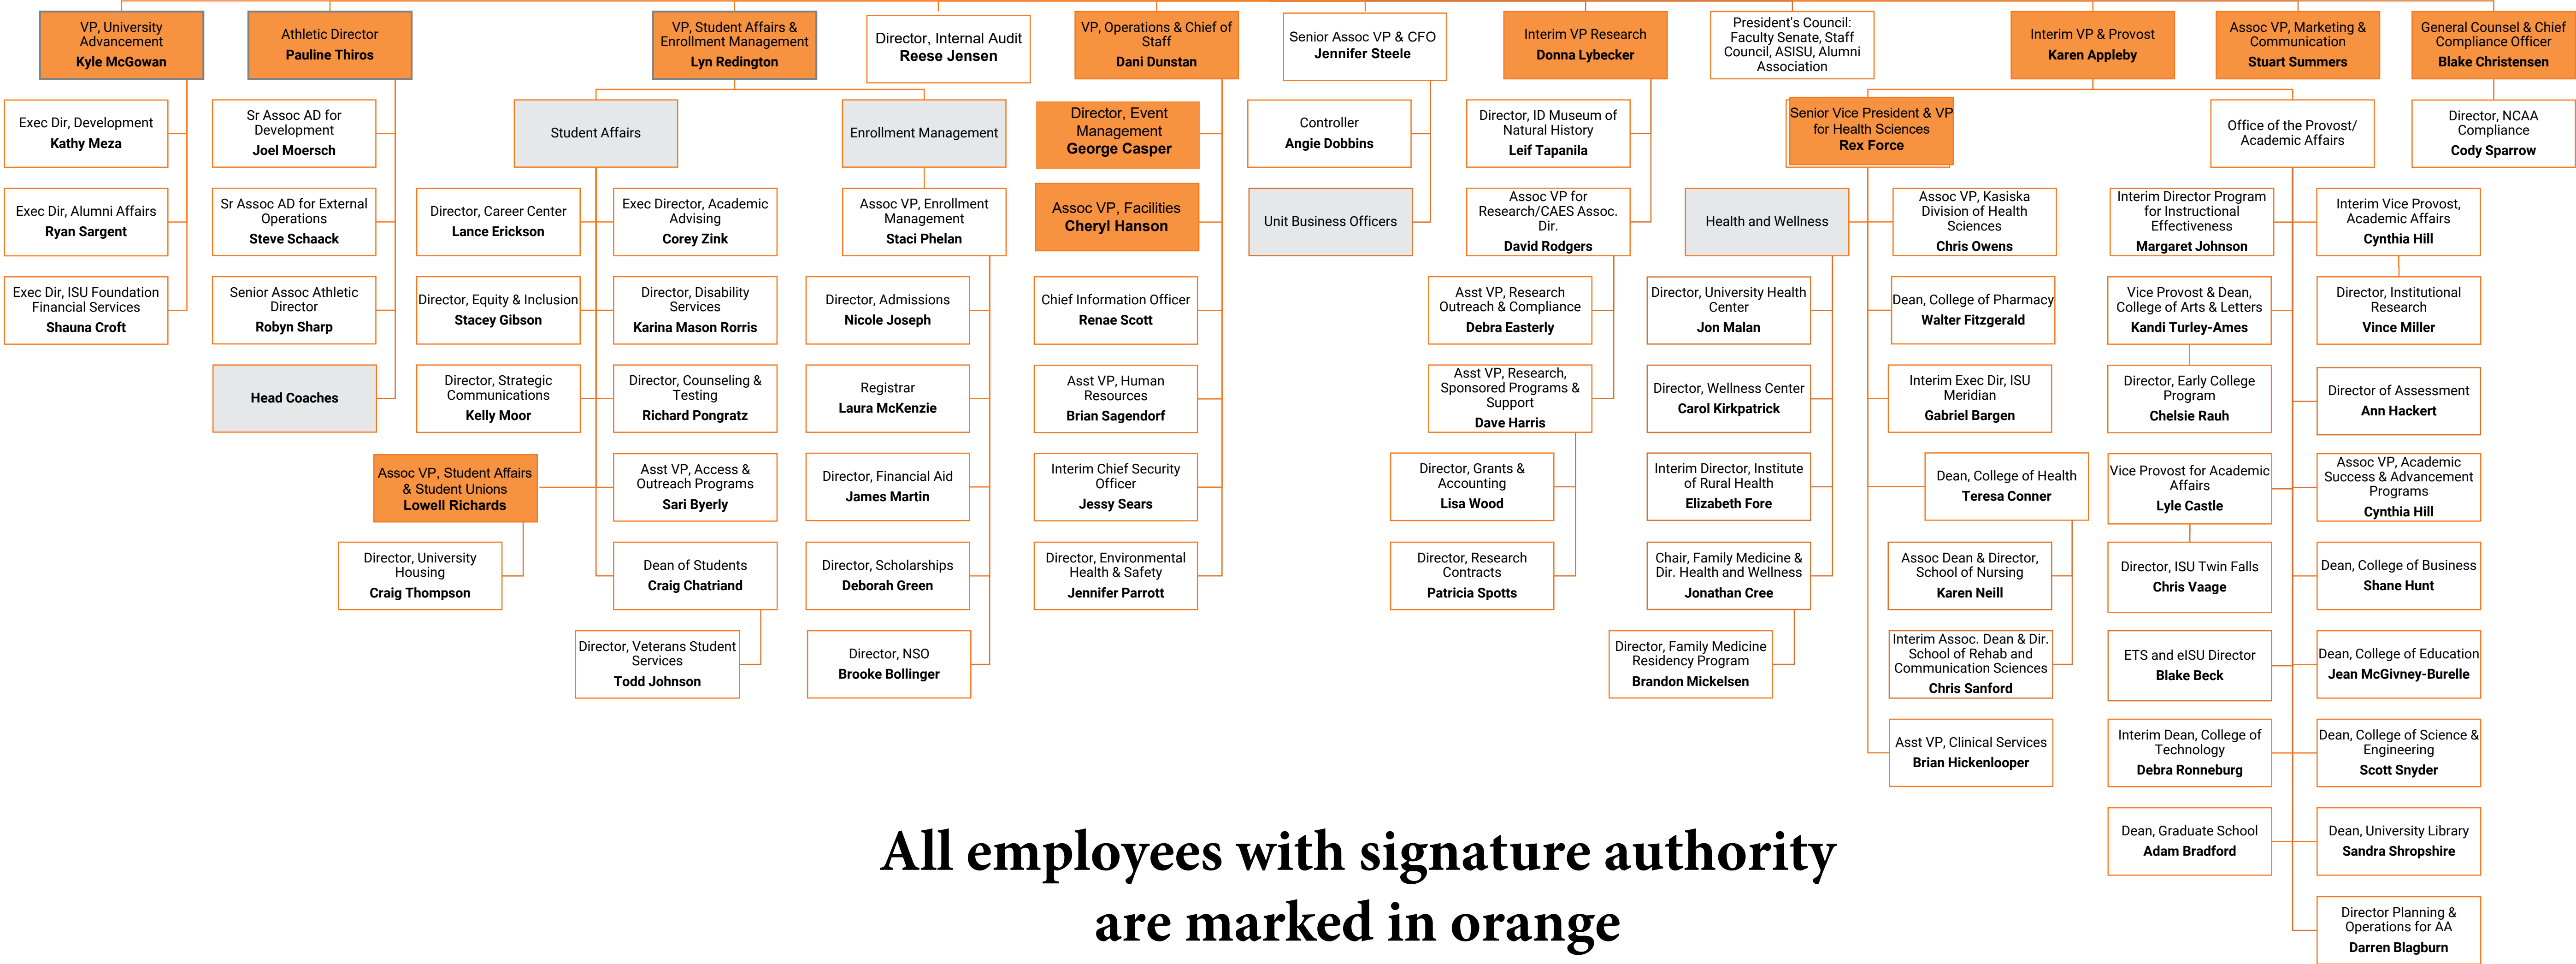 VP, University
Advancement
Kyle McGowan
Athletic Director
Pauline Thiros
VP, Student Affairs &
Enrollment Management
Lyn Redington
Director, Internal Audit
Reese Jensen
VP, Operations & Chief of
Staff
Dani Dunstan
Senior Assoc VP & CFO
Jennifer Steele
Interim VP Research
Donna Lybecker
President's Council:
Faculty Senate, Staff
Council, ASISU, Alumni
Association
Interim VP & Provost
Karen Appleby
Assoc VP, Marketing &
Communication
Stuart Summers
General Counsel & Chief
Compliance Officer
Blake Christensen
Exec Dir, Development
Kathy Meza
Exec Dir, Alumni Affairs
Ryan Sargent
Exec Dir, ISU Foundation
Financial Services
Shauna Croft
Sr Assoc AD for
Development
Joel Moersch
Sr Assoc AD for External
Operations
Steve Schaack
Senior Assoc Athletic
Director
Robyn Sharp
Head Coaches
Student Affairs
Director, Career Center
Lance Erickson
Exec Director, Academic
Advising
Corey Zink
Director, Equity & Inclusion
Stacey Gibson
Director, Disability
Services
Karina Mason Rorris
Director, Strategic
Communications
Kelly Moor
Director, Counseling &
Testing
Richard Pongratz
Assoc VP, Student Affairs
& Student Unions
Lowell Richards
Asst VP, Access &
Outreach Programs
Sari Byerly
Director, University
Housing
Craig Thompson
Dean of Students
Craig Chatriand
Director, Veterans Student
Services
Todd Johnson
Enrollment Management
Assoc VP, Enrollment
Management
Staci Phelan
Director, Admissions
Nicole Joseph
Registrar
Laura McKenzie
Director, Financial Aid
James Martin
Director, Scholarships
Deborah Green
Director, NSO
Brooke Bollinger
Director, Event
Management
George Casper
Assoc VP, Facilities
Cheryl Hanson
Chief Information Officer
Renae Scott
Asst VP, Human
Resources
Brian Sagendorf
Interim Chief Security
Officer
Jessy Sears
Director, Environmental
Health & Safety
Jennifer Parrott
Controller
Angie Dobbins
Unit Business Officers
Director, ID Museum of
Natural History
Leif Tapanila
Assoc VP for
Research/CAES Assoc.
Dir.
David Rodgers
Asst VP, Research
Outreach & Compliance
Debra Easterly
Asst VP, Research,
Sponsored Programs &
Support
Dave Harris
Director, Grants &
Accounting
Lisa Wood
Director, Research
Contracts
Patricia Spotts
Senior Vice President & VP
for Health Sciences
Rex Force
Health and Wellness
Director, University Health
Center
Jon Malan
Director, Wellness Center
Carol Kirkpatrick
Interim Director, Institute
of Rural Health
Elizabeth Fore
Chair, Family Medicine &
Dir. Health and Wellness
Jonathan Cree
Director, Family Medicine
Residency Program
Brandon Mickelsen
Assoc VP, Kasiska
Division of Health
Sciences
Chris Owens
Dean, College of Pharmacy
Walter Fitzgerald
Interim Exec Dir, ISU
Meridian
Gabriel Bargen
Dean, College of Health
Teresa Conner
Assoc Dean & Director,
School of Nursing
Karen Neill
Interim Assoc. Dean & Dir.
School of Rehab and
Communication Sciences
Chris Sanford
Asst VP, Clinical Services
Brian Hickenlooper
Office of the Provost/
Academic Affairs
Interim Director Program
for Instructional
Effectiveness
Margaret Johnson
Interim Vice Provost,
Academic Affairs
Cynthia Hill
Vice Provost & Dean,
College of Arts & Letters
Kandi Turley-Ames
Director, Institutional
Research
Vince Miller
Director, Early College
Program
Chelsie Rauh
Director of Assessment
Ann Hackert
Vice Provost for Academic
Affairs
Lyle Castle
Assoc VP, Academic
Success & Advancement
Programs
Cynthia Hill
Director, ISU Twin Falls
Chris Vaage
Dean, College of Business
Shane Hunt
ETS and eISU Director
Blake Beck
Dean, College of Education
Jean McGivney-Burelle
Interim Dean, College of
Technology
Debra Ronneburg
Dean, College of Science &
Engineering
Scott Snyder
Dean, Graduate School
Adam Bradford
Dean, University Library
Sandra Shropshire
Director Planning &
Operations for AA
Darren Blagburn
Director, NCAA
Compliance
Cody Sparrow
All employees with signature authority
are marked in orange